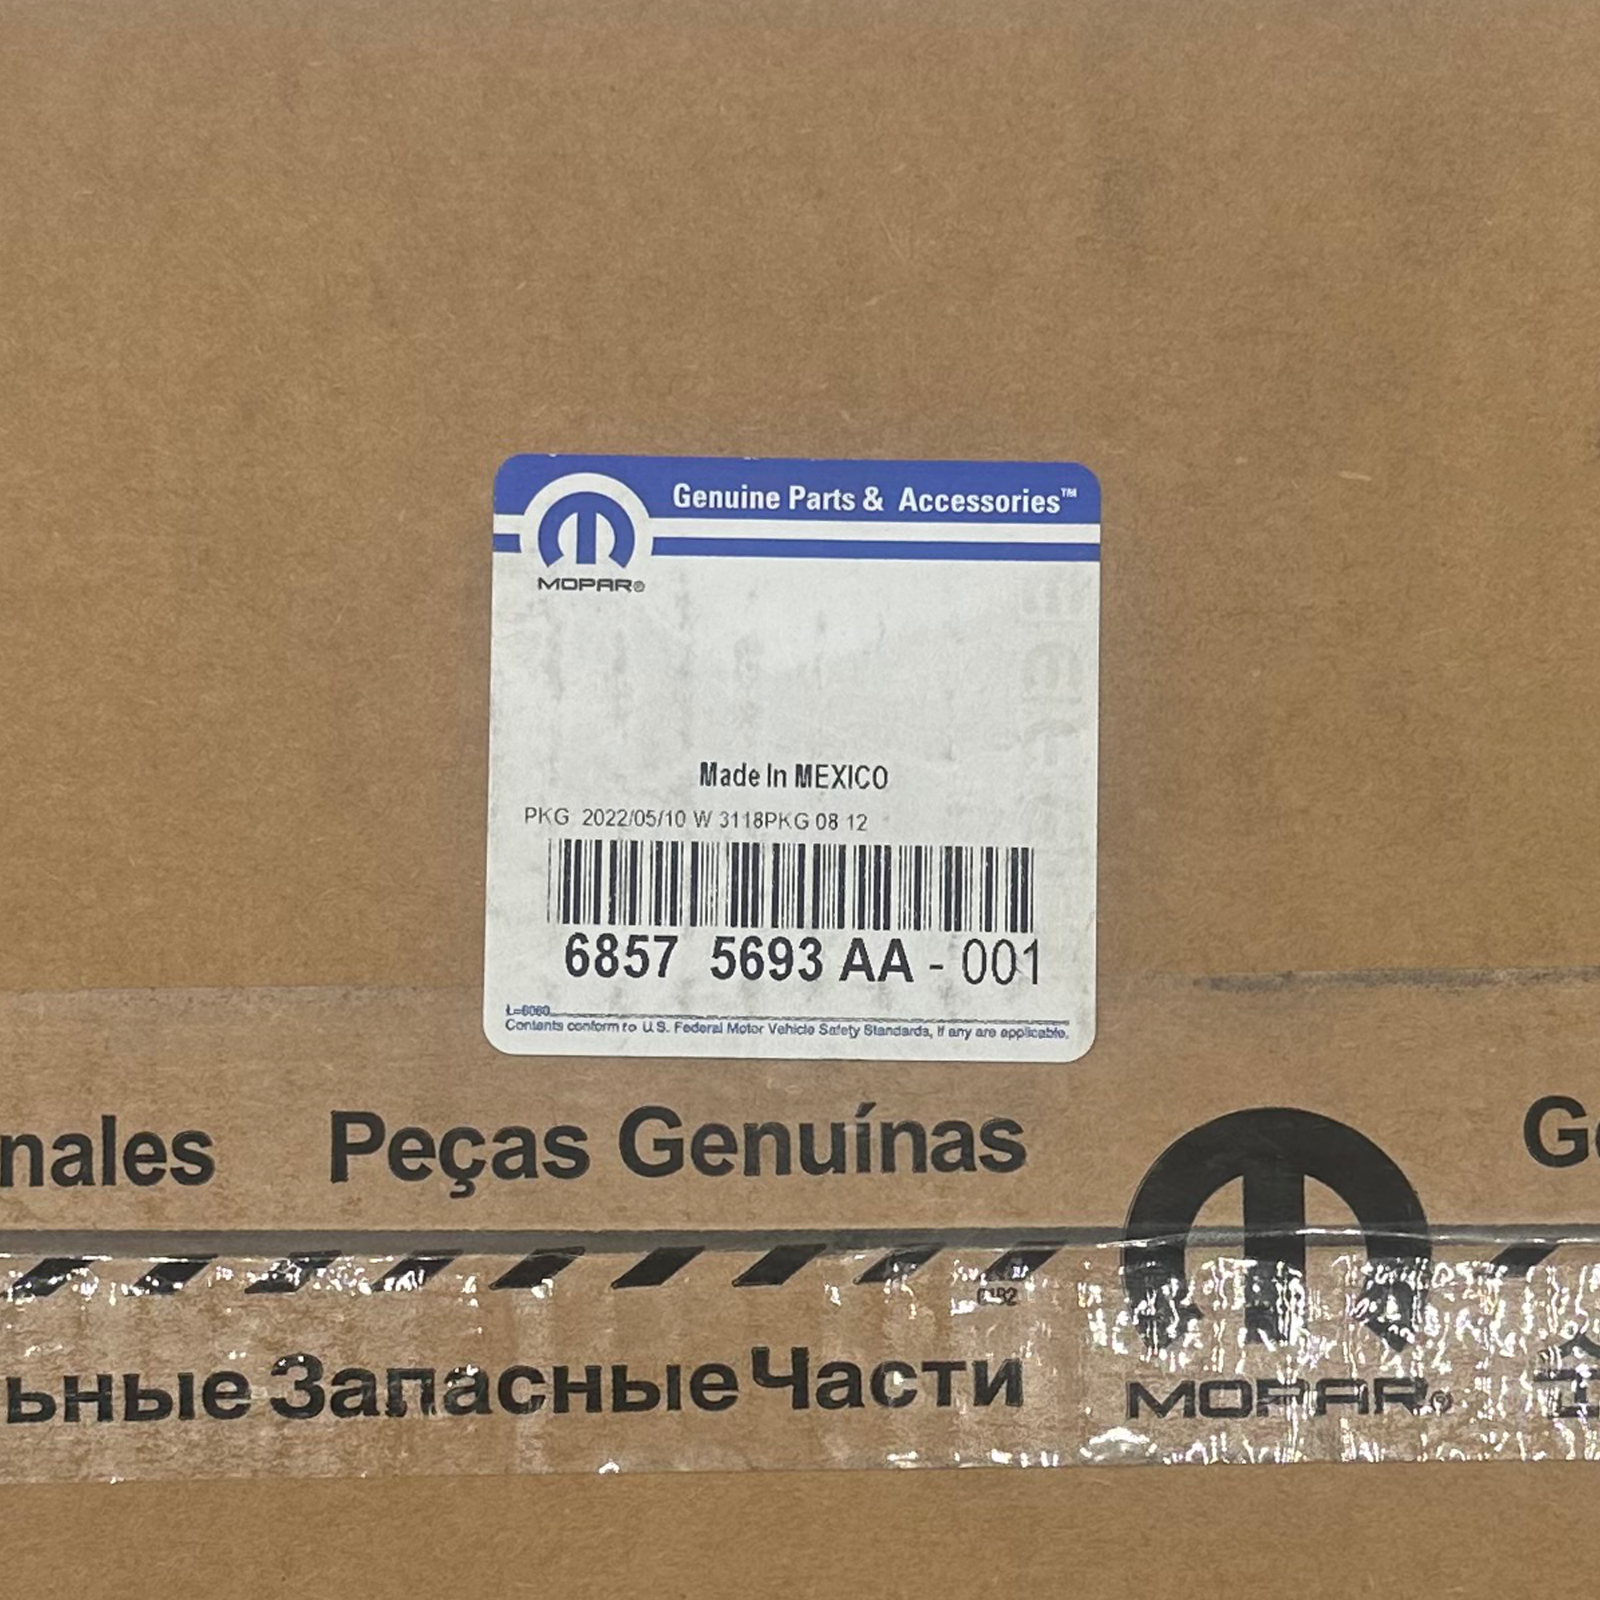 Genuine Parts & Accessories™
MOPAR®
Made In MEXICO
PKG 2022/05/10 W 3118PKG 08 12
6857 5693 AA - 001
L=6060
Contents conform to U.S. Federal Motor Vehicle Safety Standards, if any are applicable.
nales Peças Genuínas Ge
ьные Запасные Части
MOPAR®